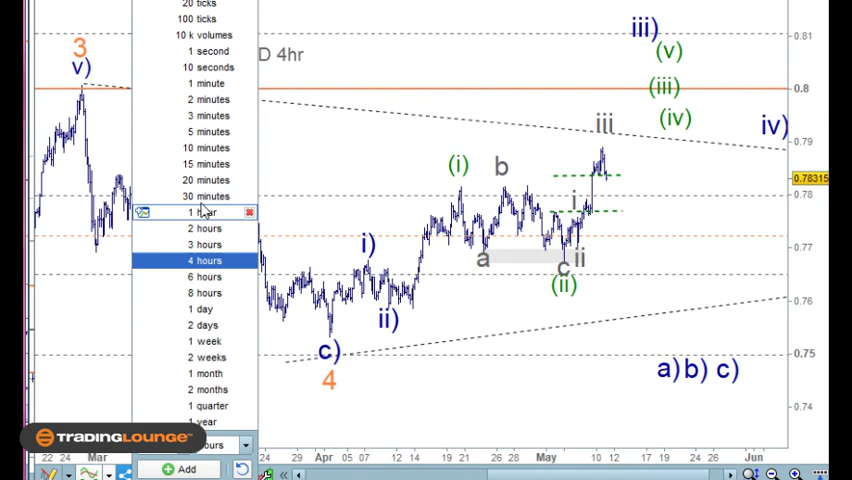 20 ticks
100 ticks
10 k volumes
1 second
10 seconds
1 minute
2 minutes
3 minutes
5 minutes
10 minutes
15 minutes
20 minutes
30 minutes
1 hour
2 hours
3 hours
4 hours
6 hours
8 hours
1 day
2 days
1 week
2 weeks
1 month
2 months
1 quarter
1 year
hours
Add
TRADINGLOUNGE™
D 4hr
3
v)
iii)
(v)
(iii)
(iv)
iv)
iii
(i)
b
i
a
c
ii
(ii)
i)
ii)
c)
4
a) b) c)
0.81
0.8
0.79
0.78315
0.78
0.77
0.76
0.75
0.74
22 24 Mar
24 29 Apr 05 07 12 14 19 21 26 28 May 10 12 17 19 24 26 Jun